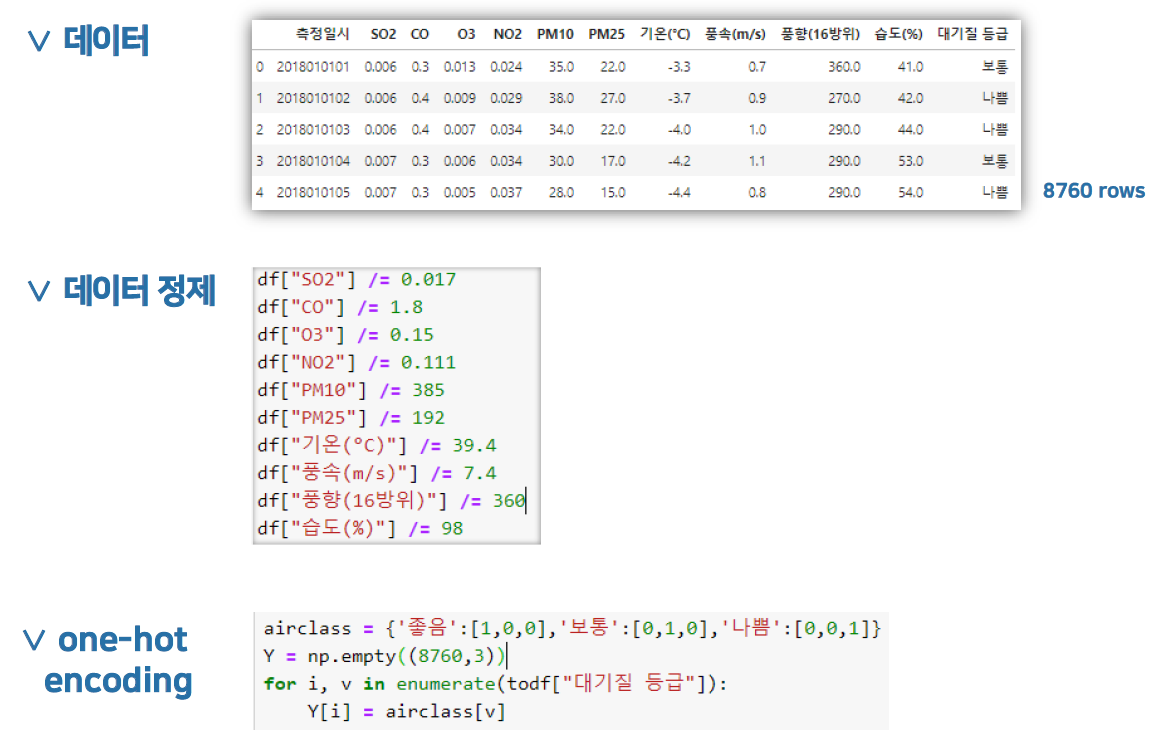 ∨ 데이터
측정일시 SO2 CO O3 NO2 PM10 PM25 기온(°C) 풍속(m/s) 풍향(16방위) 습도(%) 대기질 등급
0 2018010101 0.006 0.3 0.013 0.024 35.0 22.0 -3.3 0.7 360.0 41.0 보통
1 2018010102 0.006 0.4 0.009 0.029 38.0 27.0 -3.7 0.9 270.0 42.0 나쁨
2 2018010103 0.006 0.4 0.007 0.034 34.0 22.0 -4.0 1.0 290.0 44.0 나쁨
3 2018010104 0.007 0.3 0.006 0.034 30.0 17.0 -4.2 1.1 290.0 53.0 보통
4 2018010105 0.007 0.3 0.005 0.037 28.0 15.0 -4.4 0.8 290.0 54.0 나쁨
8760 rows
∨ 데이터 정제
df["SO2"] /= 0.017
df["CO"] /= 1.8
df["O3"] /= 0.15
df["NO2"] /= 0.111
df["PM10"] /= 385
df["PM25"] /= 192
df["기온(°C)"] /= 39.4
df["풍속(m/s)"] /= 7.4
df["풍향(16방위)"] /= 360
df["습도(%)"] /= 98
∨ one-hot
encoding
airclass = {'좋음':[1,0,0],'보통':[0,1,0],'나쁨':[0,0,1]}
Y = np.empty((8760,3))
for i, v in enumerate(todf["대기질 등급"]):
    Y[i] = airclass[v]